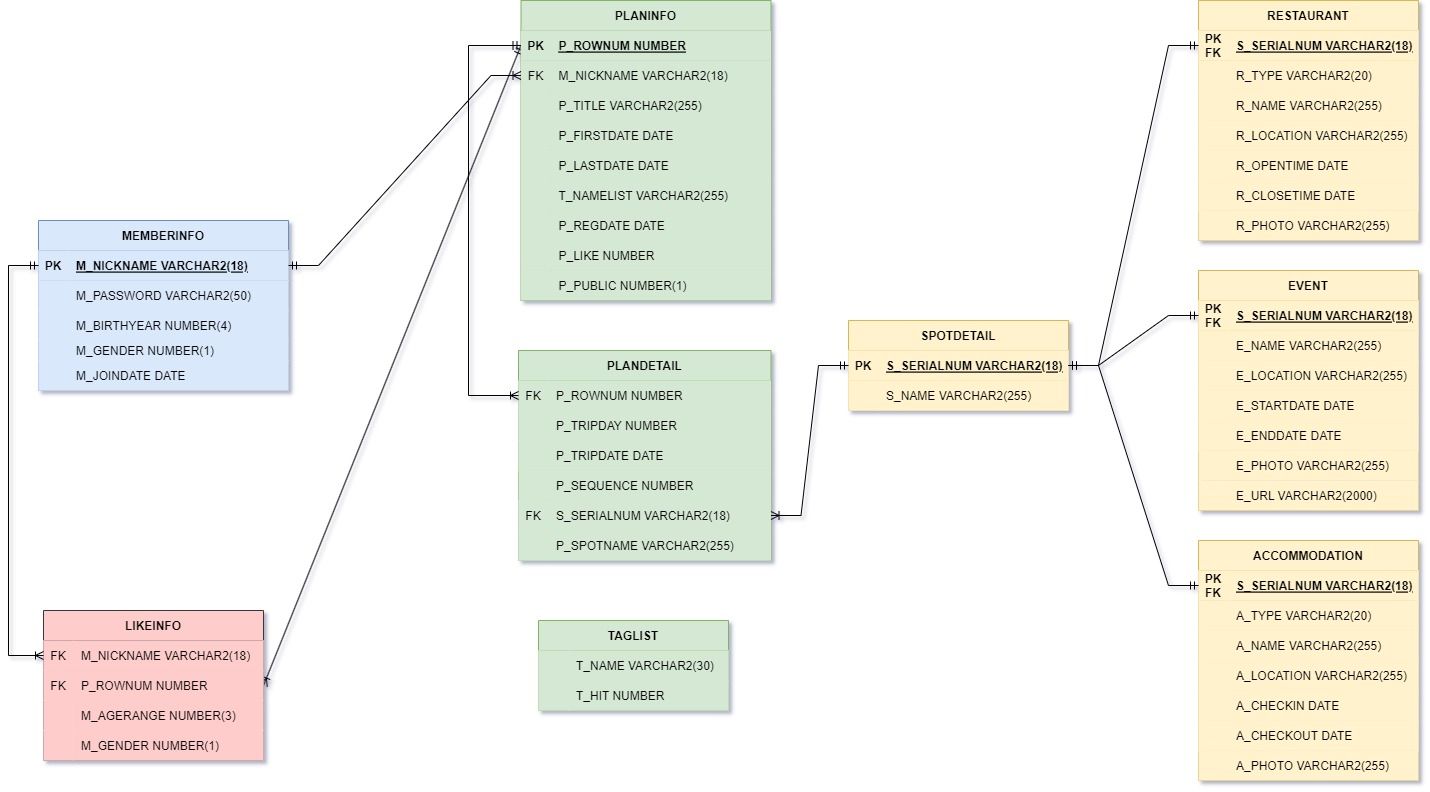 PLANINFO
PK P_ROWNUM NUMBER
FK M_NICKNAME VARCHAR2(18)
P_TITLE VARCHAR2(255)
P_FIRSTDATE DATE
P_LASTDATE DATE
T_NAMELIST VARCHAR2(255)
P_REGDATE DATE
P_LIKE NUMBER
P_PUBLIC NUMBER(1)
MEMBERINFO
PK M_NICKNAME VARCHAR2(18)
M_PASSWORD VARCHAR2(50)
M_BIRTHYEAR NUMBER(4)
M_GENDER NUMBER(1)
M_JOINDATE DATE
LIKEINFO
FK M_NICKNAME VARCHAR2(18)
FK P_ROWNUM NUMBER
M_AGERANGE NUMBER(3)
M_GENDER NUMBER(1)
PLANDETAIL
FK P_ROWNUM NUMBER
P_TRIPDAY NUMBER
P_TRIPDATE DATE
P_SEQUENCE NUMBER
FK S_SERIALNUM VARCHAR2(18)
P_SPOTNAME VARCHAR2(255)
TAGLIST
T_NAME VARCHAR2(30)
T_HIT NUMBER
SPOTDETAIL
PK S_SERIALNUM VARCHAR2(18)
S_NAME VARCHAR2(255)
RESTAURANT
PK
FK S_SERIALNUM VARCHAR2(18)
R_TYPE VARCHAR2(20)
R_NAME VARCHAR2(255)
R_LOCATION VARCHAR2(255)
R_OPENTIME DATE
R_CLOSETIME DATE
R_PHOTO VARCHAR2(255)
EVENT
PK
FK S_SERIALNUM VARCHAR2(18)
E_NAME VARCHAR2(255)
E_LOCATION VARCHAR2(255)
E_STARTDATE DATE
E_ENDDATE DATE
E_PHOTO VARCHAR2(255)
E_URL VARCHAR2(2000)
ACCOMMODATION
PK
FK S_SERIALNUM VARCHAR2(18)
A_TYPE VARCHAR2(20)
A_NAME VARCHAR2(255)
A_LOCATION VARCHAR2(255)
A_CHECKIN DATE
A_CHECKOUT DATE
A_PHOTO VARCHAR2(255)